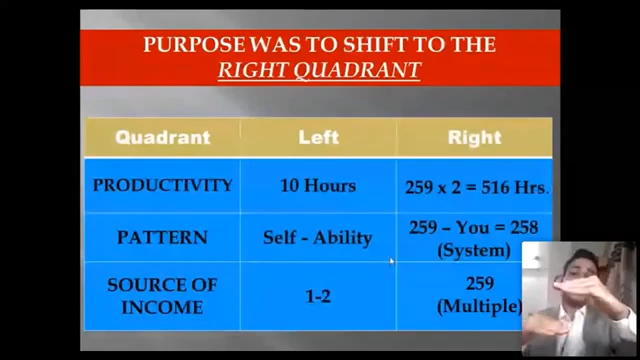 PURPOSE WAS TO SHIFT TO THE
RIGHT QUADRANT
Quadrant Left Right
PRODUCTIVITY 10 Hours 259 x 2 = 516 Hrs.
PATTERN Self - Ability 259 – You = 258
(System)
SOURCE OF
INCOME 1-2 259
(Multiple)